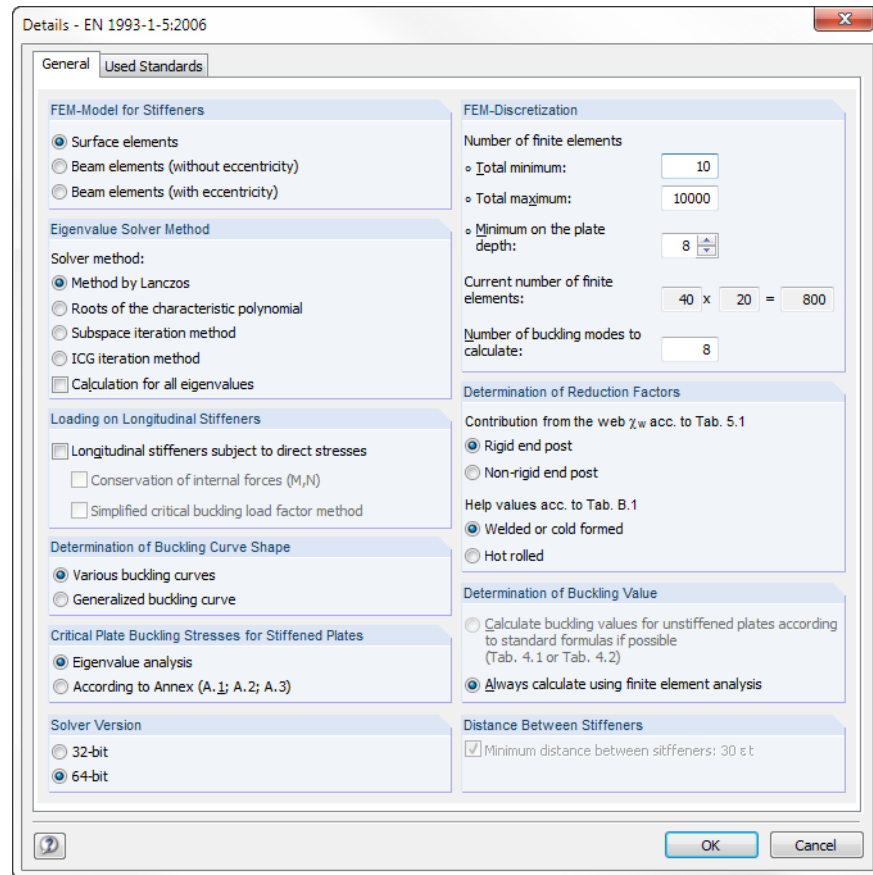 Details - EN 1993-1-5:2006
General
Used Standards
FEM-Model for Stiffeners
Surface elements
Beam elements (without eccentricity)
Beam elements (with eccentricity)
Eigenvalue Solver Method
Solver method:
Method by Lanczos
Roots of the characteristic polynomial
Subspace iteration method
ICG iteration method
Calculation for all eigenvalues
Loading on Longitudinal Stiffeners
Longitudinal stiffeners subject to direct stresses
Conservation of internal forces (M,N)
Simplified critical buckling load factor method
Determination of Buckling Curve Shape
Various buckling curves
Generalized buckling curve
Critical Plate Buckling Stresses for Stiffened Plates
Eigenvalue analysis
According to Annex (A.1; A.2; A.3)
Solver Version
32-bit
64-bit
FEM-Discretization
Number of finite elements
Total minimum: 10
Total maximum: 10000
Minimum on the plate
depth: 8
Current number of finite
elements: 40 x 20 = 800
Number of buckling modes to
calculate: 8
Determination of Reduction Factors
Contribution from the web χw acc. to Tab. 5.1
Rigid end post
Non-rigid end post
Help values acc. to Tab. B.1
Welded or cold formed
Hot rolled
Determination of Buckling Value
Calculate buckling values for unstiffened plates according
to standard formulas if possible
(Tab. 4.1 or Tab. 4.2)
Always calculate using finite element analysis
Distance Between Stiffeners
Minimum distance between sitffeners: 30 ε t
OK
Cancel